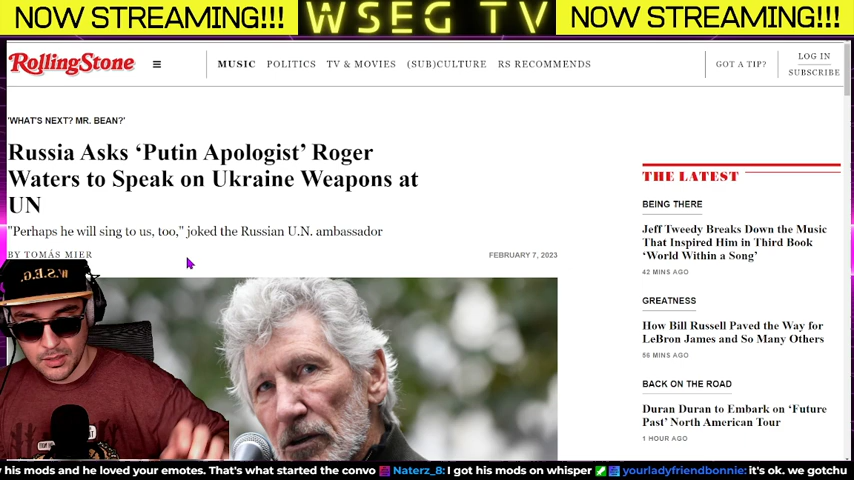 NOW STREAMING!!! WSEG TV NOW STREAMING!!!
RollingStone MUSIC POLITICS TV & MOVIES (SUB)CULTURE RS RECOMMENDS GOT A TIP? LOG IN
SUBSCRIBE
'WHAT'S NEXT? MR. BEAN?'
Russia Asks 'Putin Apologist' Roger
Waters to Speak on Ukraine Weapons at
UN
"Perhaps he will sing to us, too," joked the Russian U.N. ambassador
BY TOMÁS MIER FEBRUARY 7, 2023
THE LATEST
BEING THERE
Jeff Tweedy Breaks Down the Music
That Inspired Him in Third Book
'World Within a Song'
42 MINS AGO
GREATNESS
How Bill Russell Paved the Way for
LeBron James and So Many Others
56 MINS AGO
BACK ON THE ROAD
Duran Duran to Embark on 'Future
Past' North American Tour
1 HOUR AGO
W.S.E.G.
his mods and he loved your emotes. That's what started the convo Naterz_8: I got his mods on whisper yourladyfriendbonnie: it's ok. we gotchu